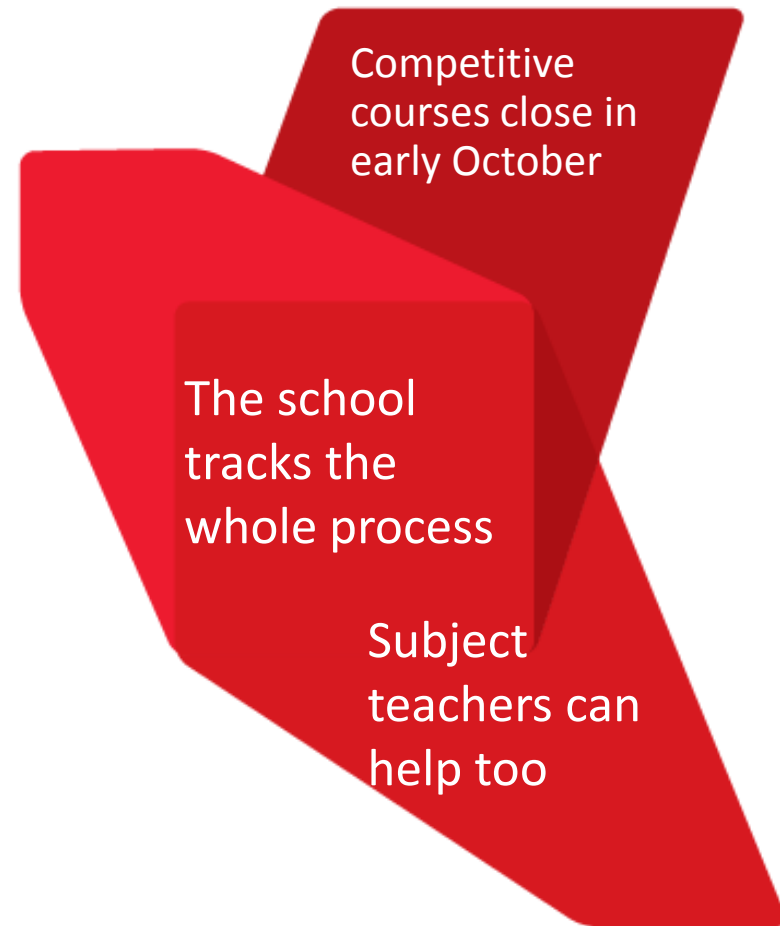 Competitive
courses close in
early October
The school
tracks the
whole process
Subject
teachers can
help too